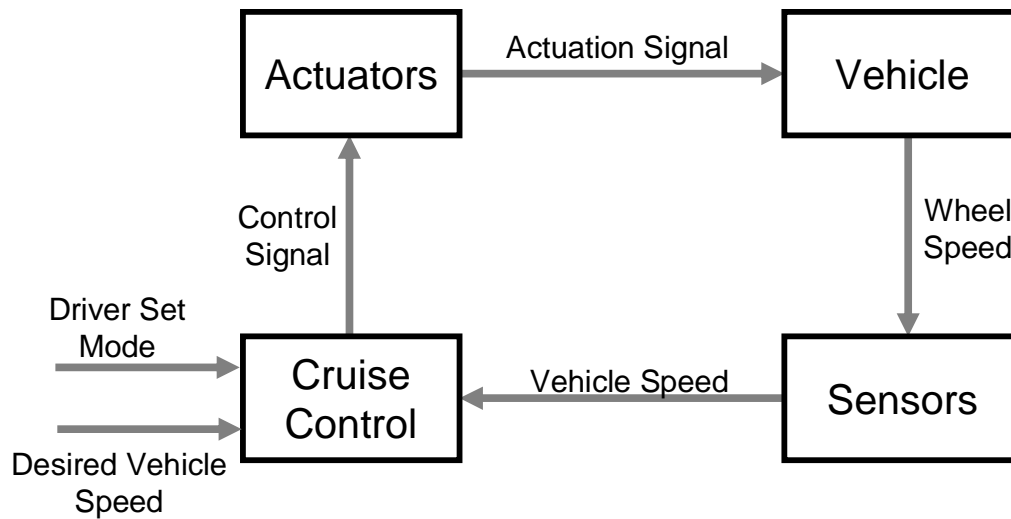 Actuators
Actuation Signal
Vehicle
Control
Signal
Wheel
Speed
Driver Set
Mode
Cruise
Control
Vehicle Speed
Sensors
Desired Vehicle
Speed